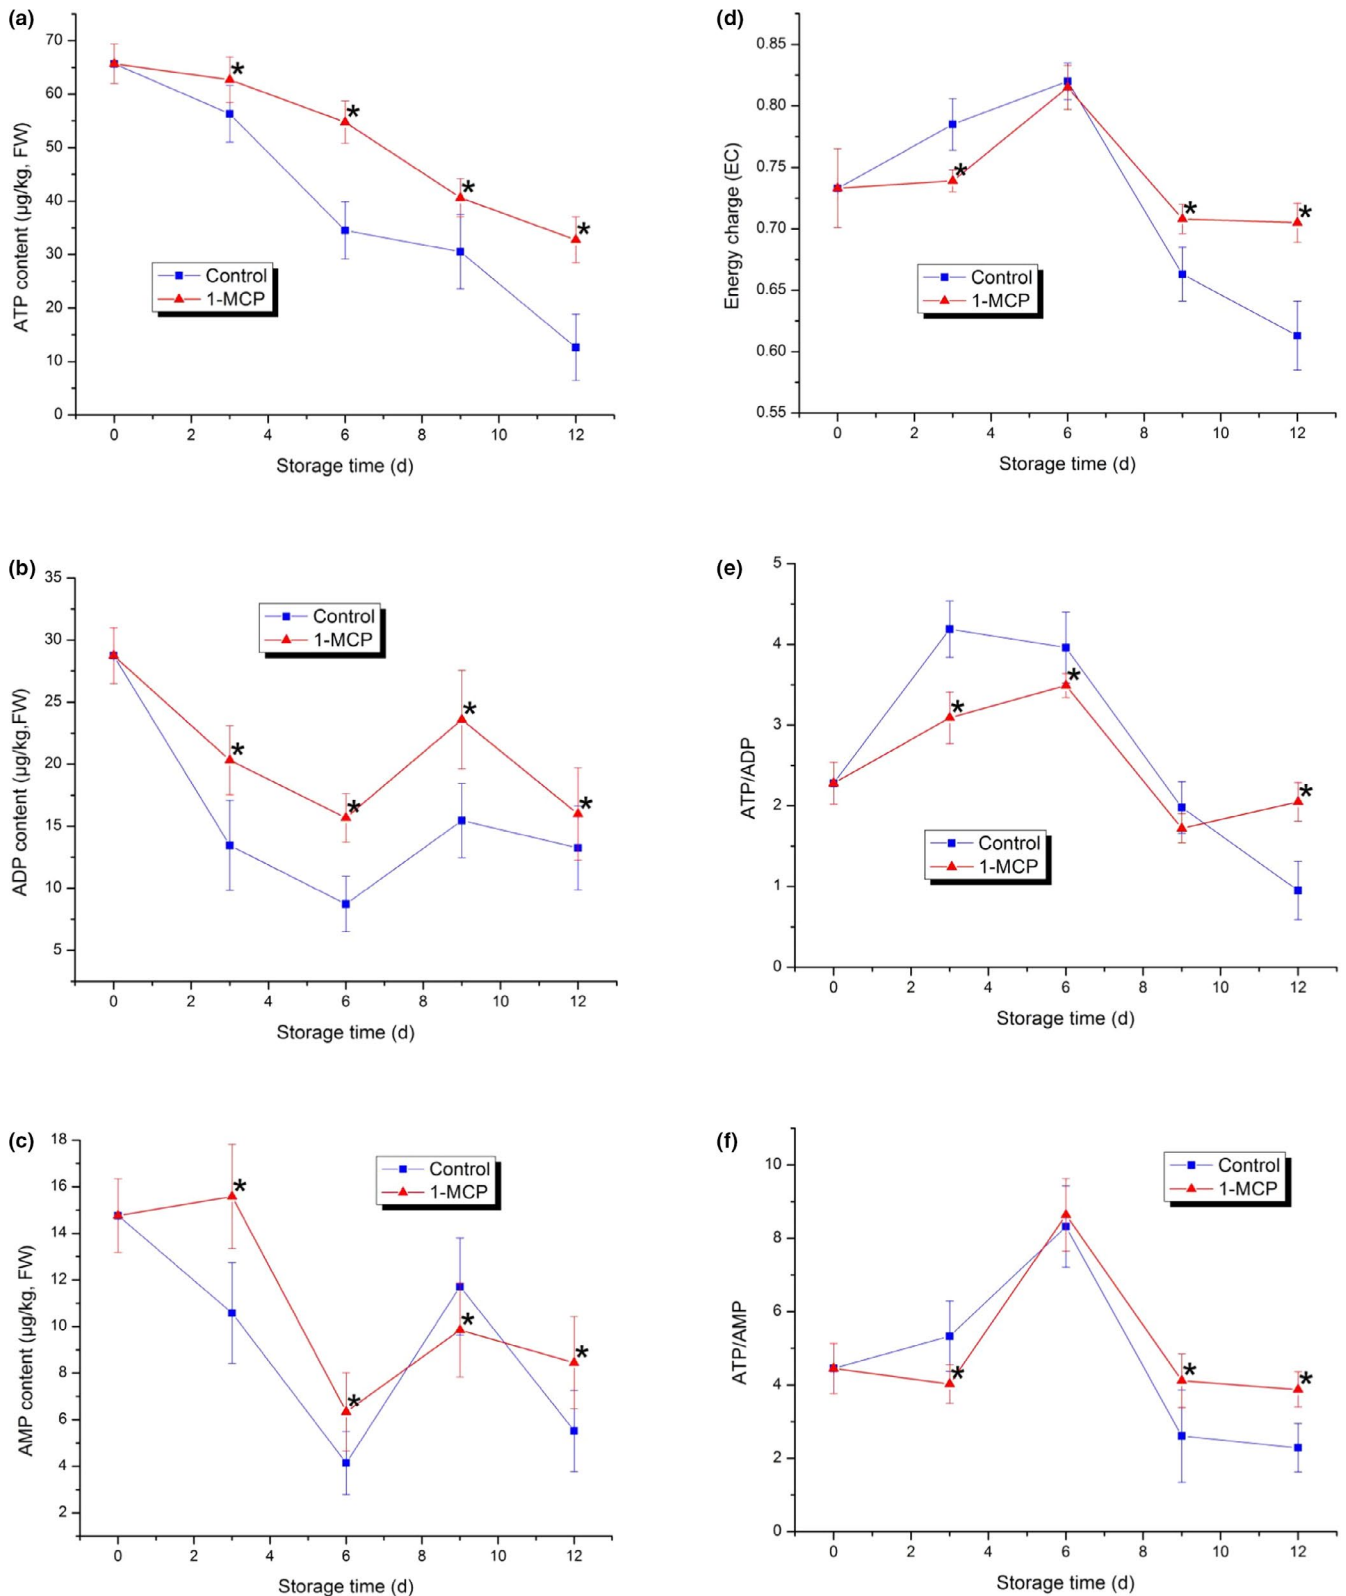 (a)
ATP content (µg/kg, FW)
70
60
50
40
30
20
10
0
Control
1-MCP
*
*
*
*
0 2 4 6 8 10 12
Storage time (d)
(d)
Energy charge (EC)
0.85
0.80
0.75
0.70
0.65
0.60
0.55
Control
1-MCP
*
*
*
0 2 4 6 8 10 12
Storage time (d)
(b)
ADP content (µg/kg,FW)
35
30
25
20
15
10
5
Control
1-MCP
*
*
*
*
0 2 4 6 8 10 12
Storage time (d)
(e)
ATP/ADP
5
4
3
2
1
0
Control
1-MCP
*
*
*
0 2 4 6 8 10 12
Storage time (d)
(c)
AMP content (µg/kg, FW)
18
16
14
12
10
8
6
4
2
Control
1-MCP
*
*
*
*
0 2 4 6 8 10 12
Storage time (d)
(f)
ATP/AMP
10
8
6
4
2
0
Control
1-MCP
*
*
*
0 2 4 6 8 10 12
Storage time (d)